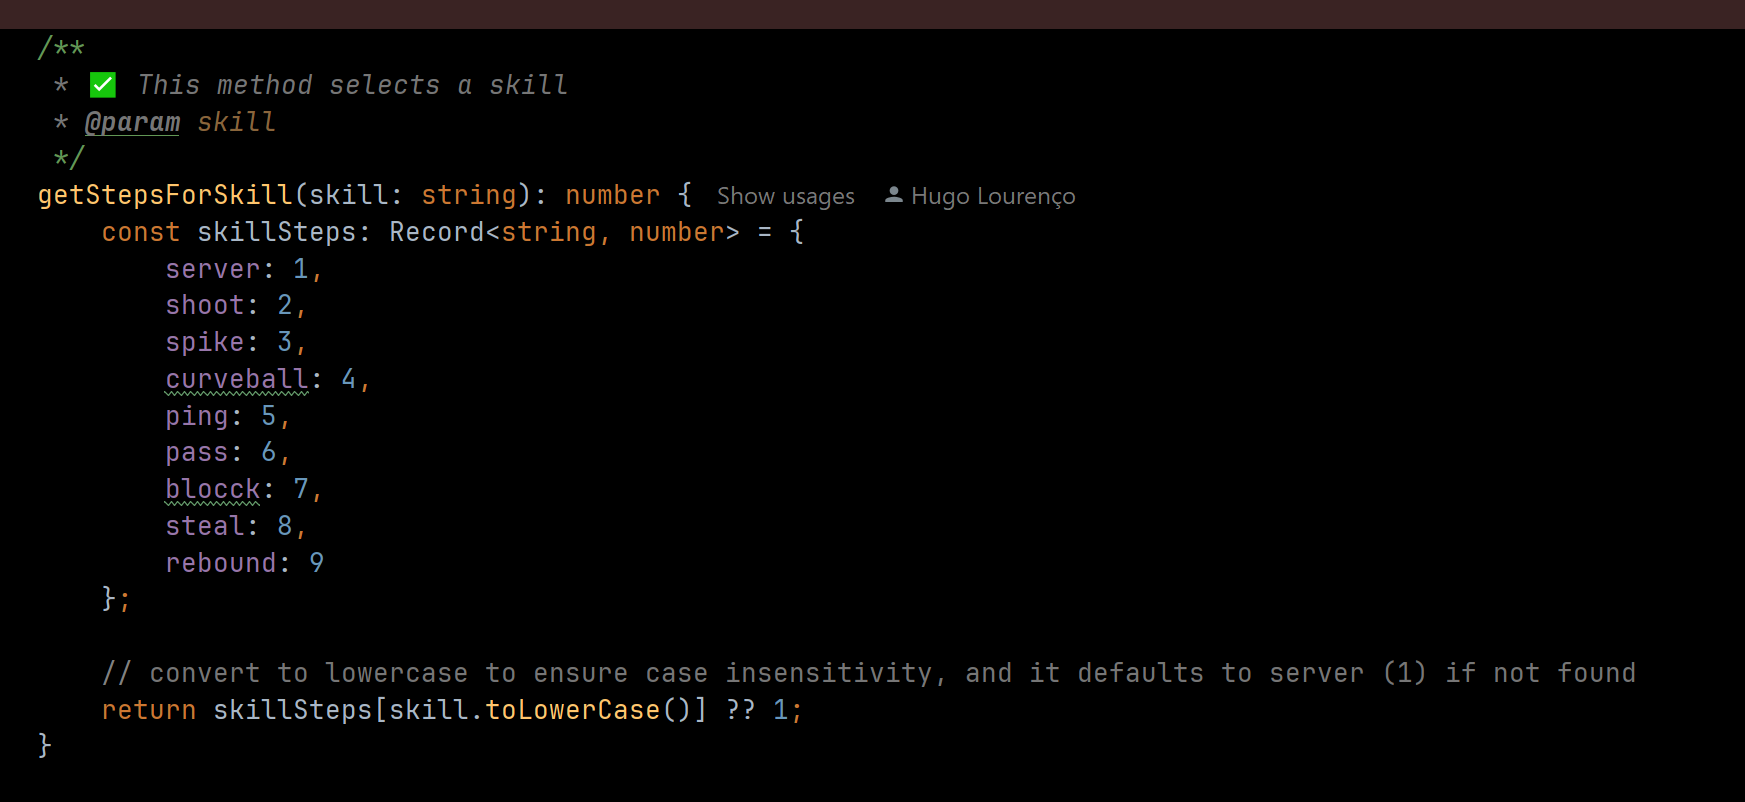 /**
 * ✅ This method selects a skill
 * @param skill
 */
getStepsForSkill(skill: string): number { Show usages Hugo Lourenço
    const skillSteps: Record<string, number> = {
        server: 1,
        shoot: 2,
        spike: 3,
        curveball: 4,
        ping: 5,
        pass: 6,
        blocck: 7,
        steal: 8,
        rebound: 9
    };

    // convert to lowercase to ensure case insensitivity, and it defaults to server (1) if not found
    return skillSteps[skill.toLowerCase()] ?? 1;
}